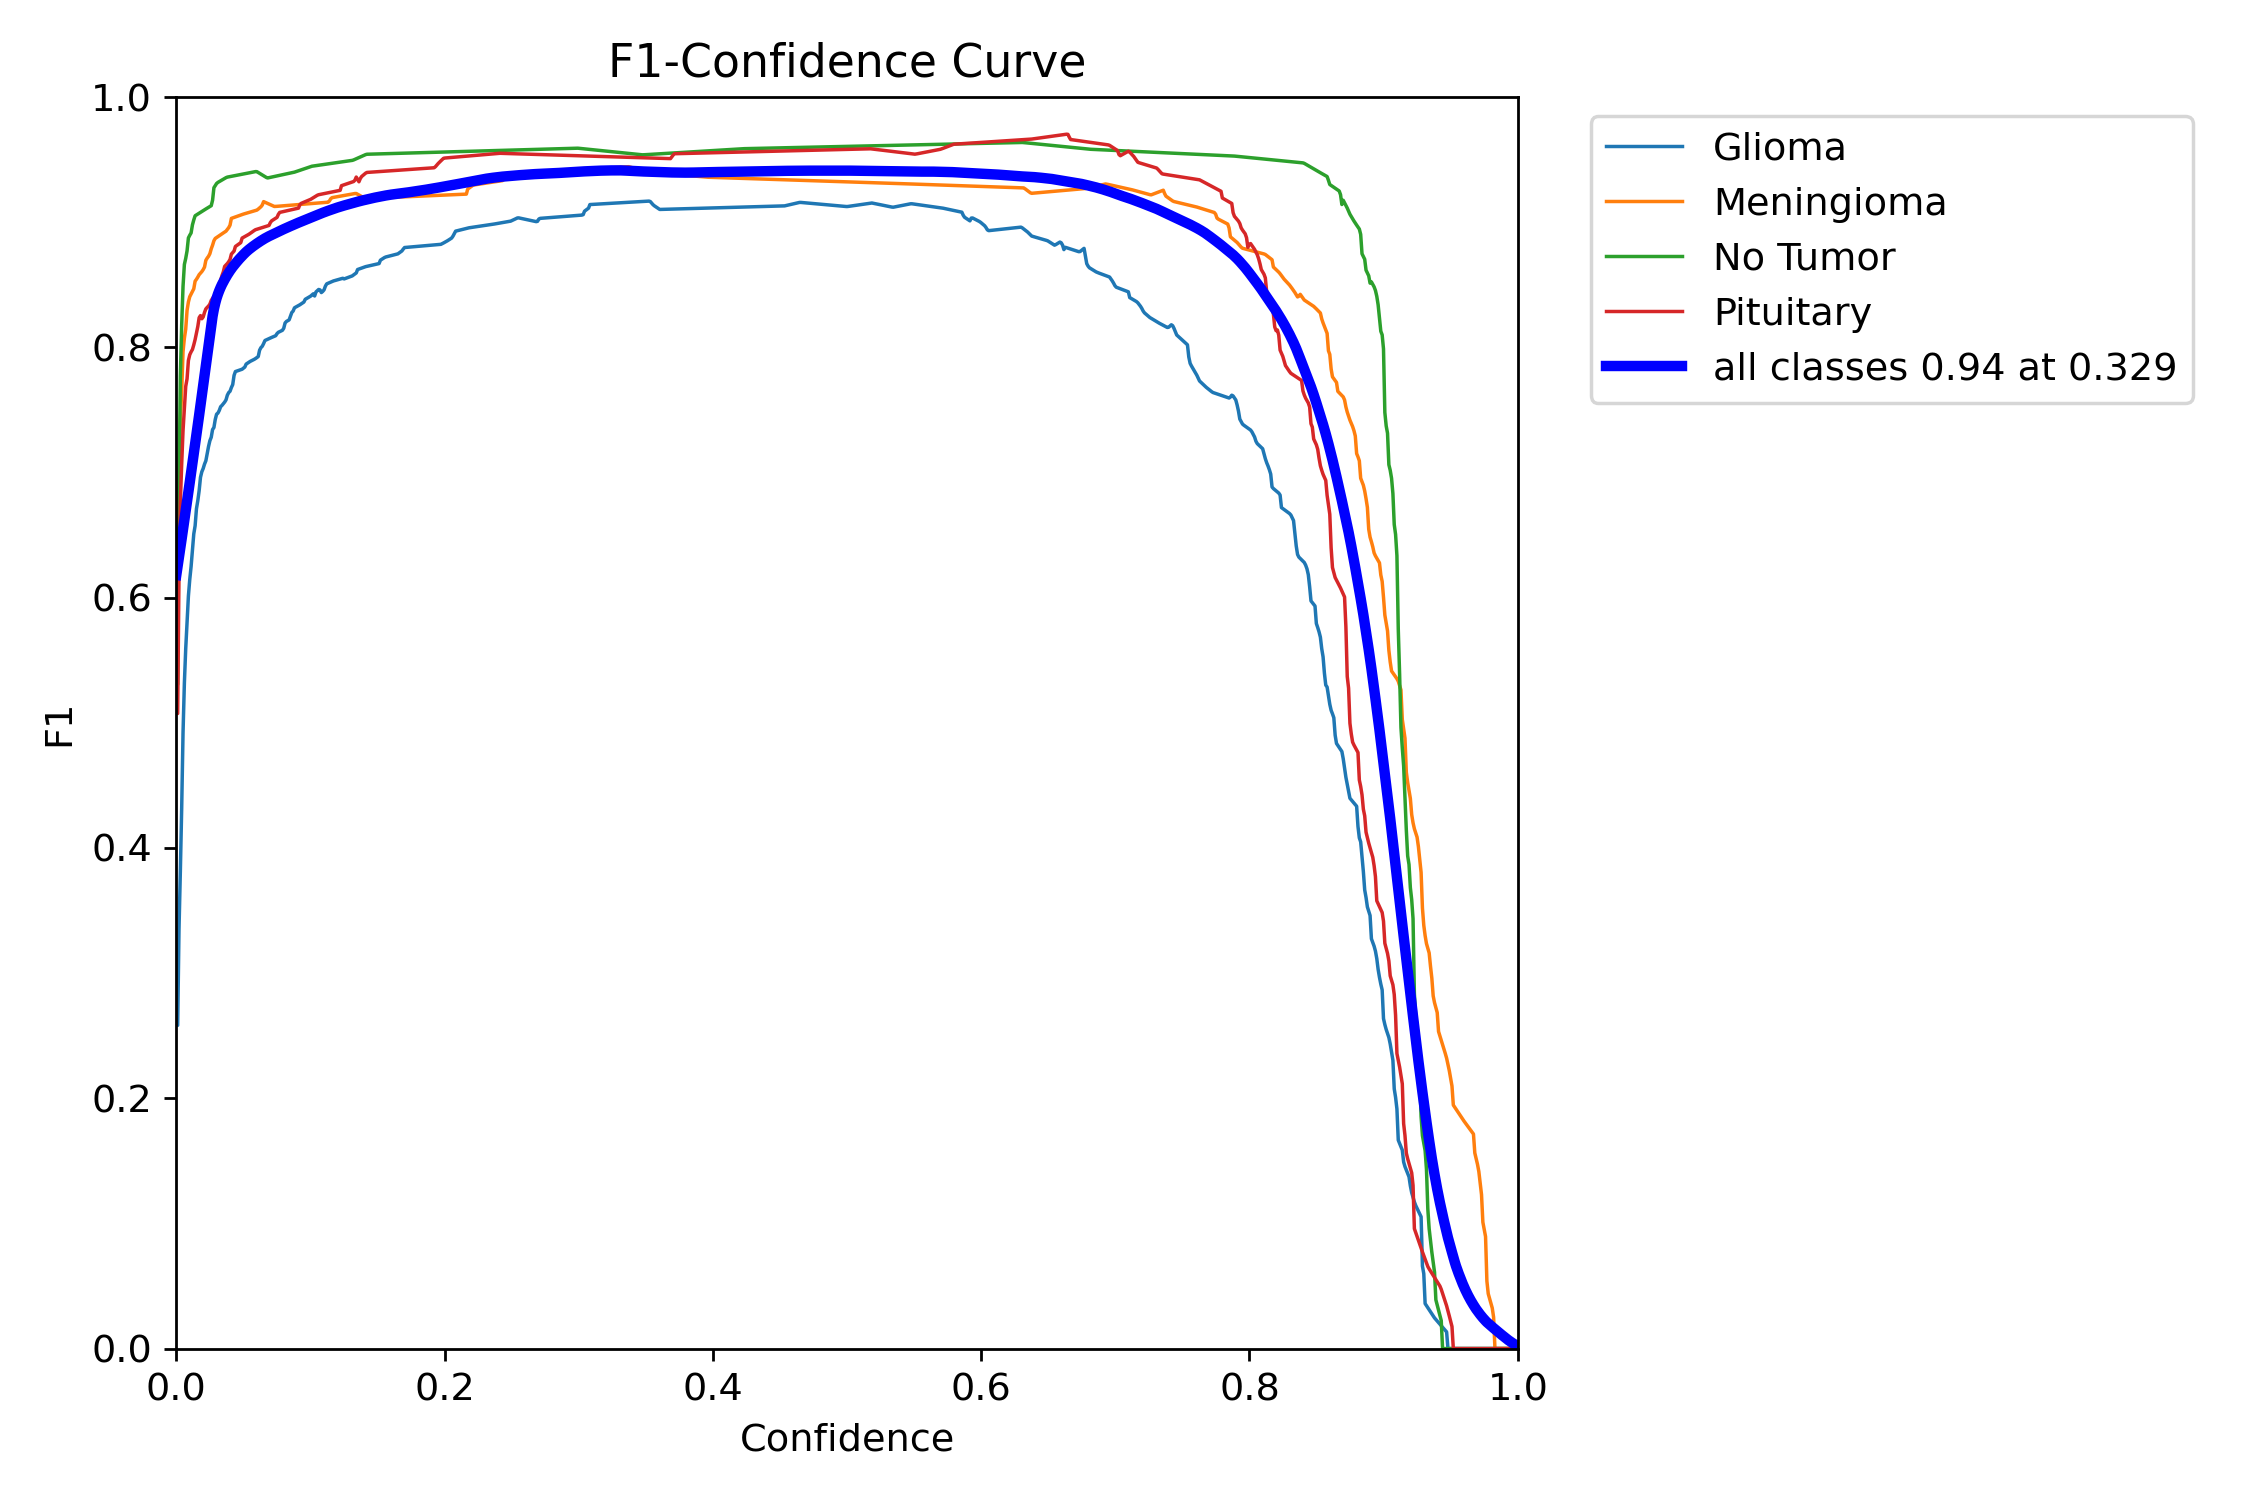 F1-Confidence Curve
1.0
0.8
0.6
0.4
0.2
0.0
F1
0.0 0.2 0.4 0.6 0.8 1.0
Confidence
Glioma
Meningioma
No Tumor
Pituitary
all classes 0.94 at 0.329